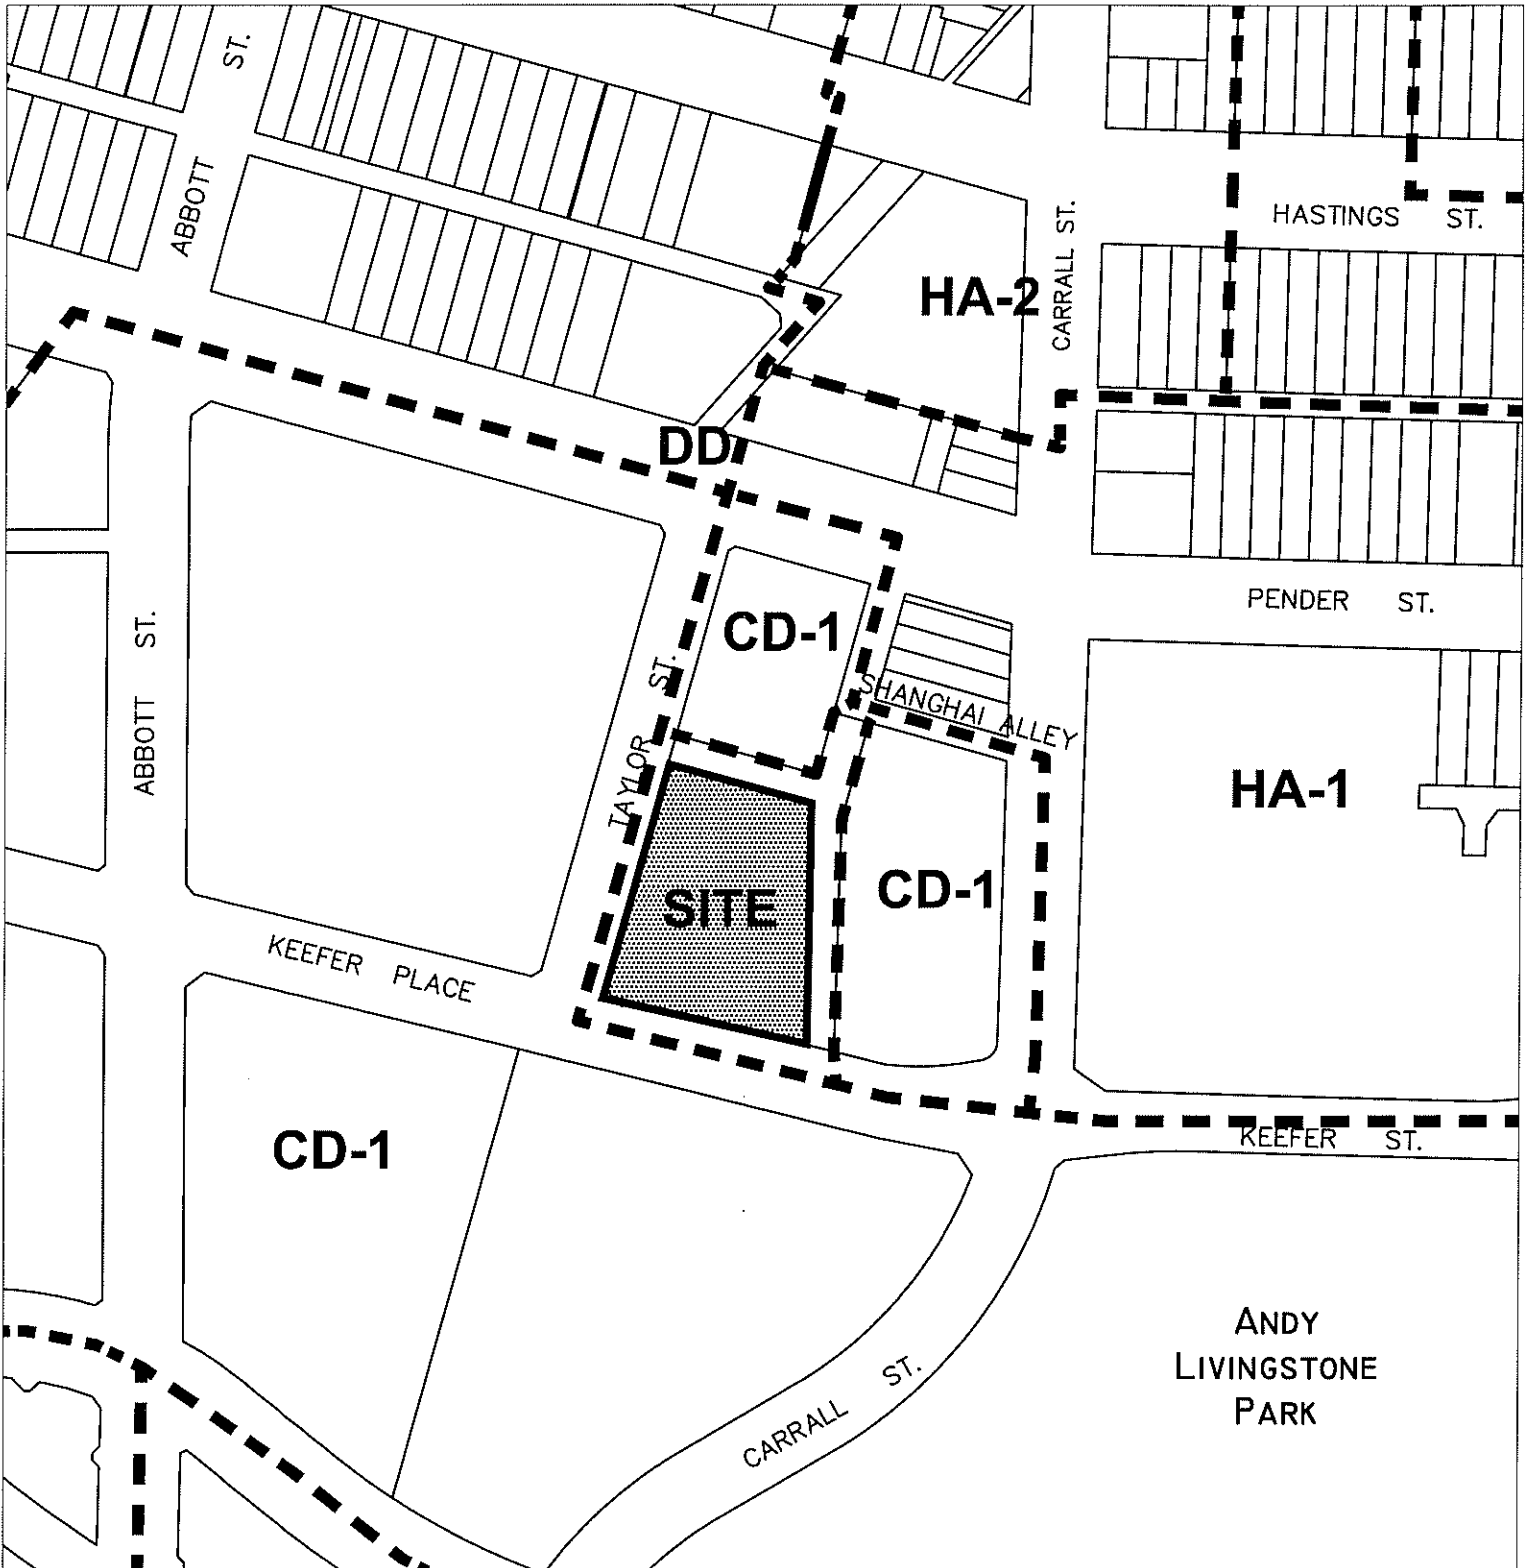 ST.
ABBOTT
HASTINGS ST.
CARRALL ST.
HA-2
DD
PENDER ST.
CD-1
ABBOTT ST.
TAYLOR ST.
SHANGHAI ALLEY
HA-1
SITE
CD-1
KEEFER PLACE
CD-1
KEEFER ST.
ANDY
LIVINGSTONE
PARK
CARRALL ST.